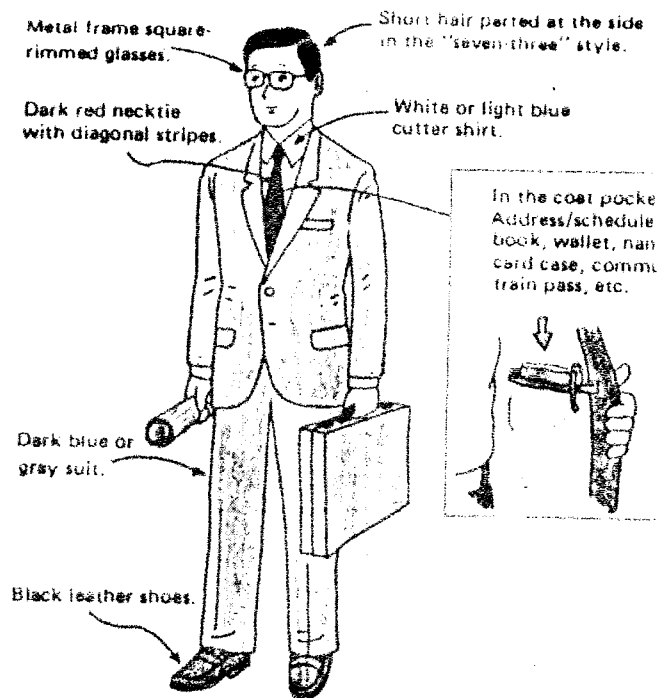 Metal frame square-
rimmed glasses.
Short hair parted at the side
in the "seven-three" style.
Dark red necktie
with diagonal stripes.
White or light blue
cutter shirt.
In the coat pocke
Address/schedule
book, wallet, nan
card case, commu
train pass, etc.
Dark blue or
gray suit.
Black leather shoes.